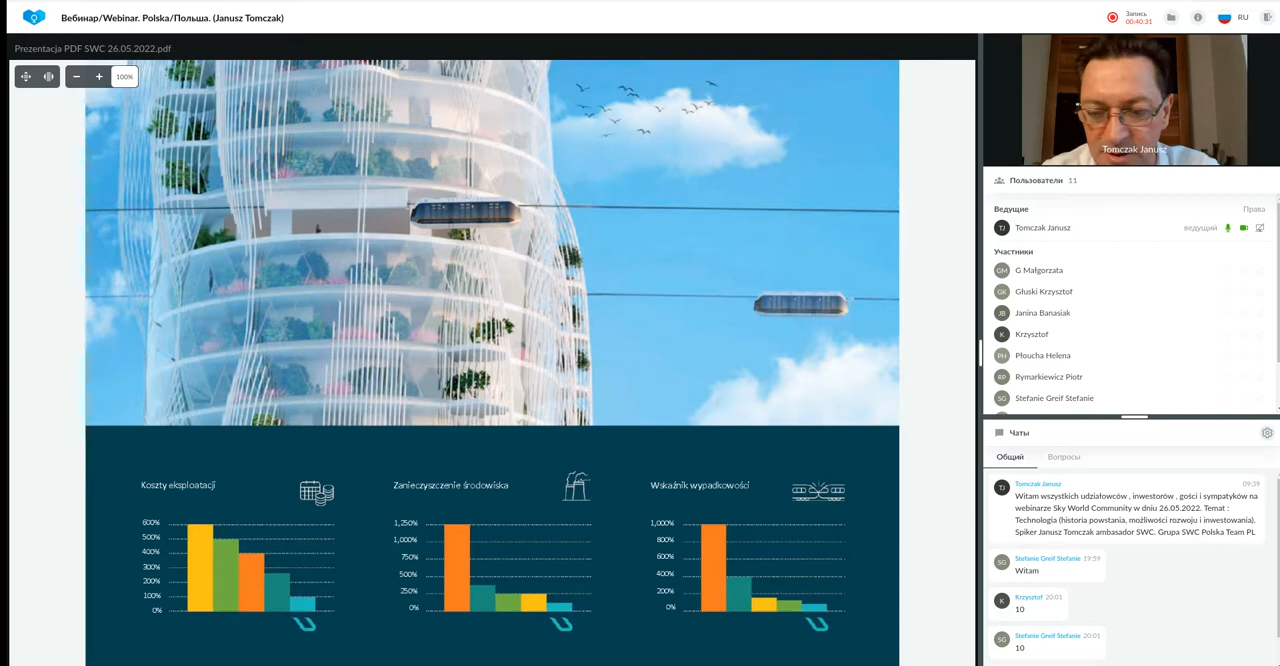 Вебинар/Webinar. Polska/Польша. (Janusz Tomczak)
Запись
00:40:31
RU
Prezentacja PDF SWC 26.05.2022.pdf
100%
Tomczak Janusz
Пользователи 11
Ведущие Права
TJ Tomczak Janusz ведущий
Участники
GM G Małgorzata
GK Głuski Krzysztof
JB Janina Banasiak
K Krzysztof
PH Płoucha Helena
RP Rymarkiewicz Piotr
SG Stefanie Greif Stefanie
Чаты
Общий Вопросы
TJ Tomczak Janusz 09:39
Witam wszystkich udziałowców , inwestorów , gości i sympatyków na
webinarze Sky World Community w dniu 26.05.2022. Temat :
Technologia (historia powstania, możliwości rozwoju i inwestowania).
Spiker Janusz Tomczak ambasador SWC. Grupa SWC Polska Team PL
SG Stefanie Greif Stefanie 19:59
Witam
K Krzysztof 20:01
10
SG Stefanie Greif Stefanie 20:01
10
Koszty eksploatacji
600%
500%
400%
300%
200%
100%
0%
Zanieczyszczenie środowiska
1,250%
1,000%
750%
500%
250%
0%
Wskaźnik wypadkowości
1,000%
800%
600%
400%
200%
0%